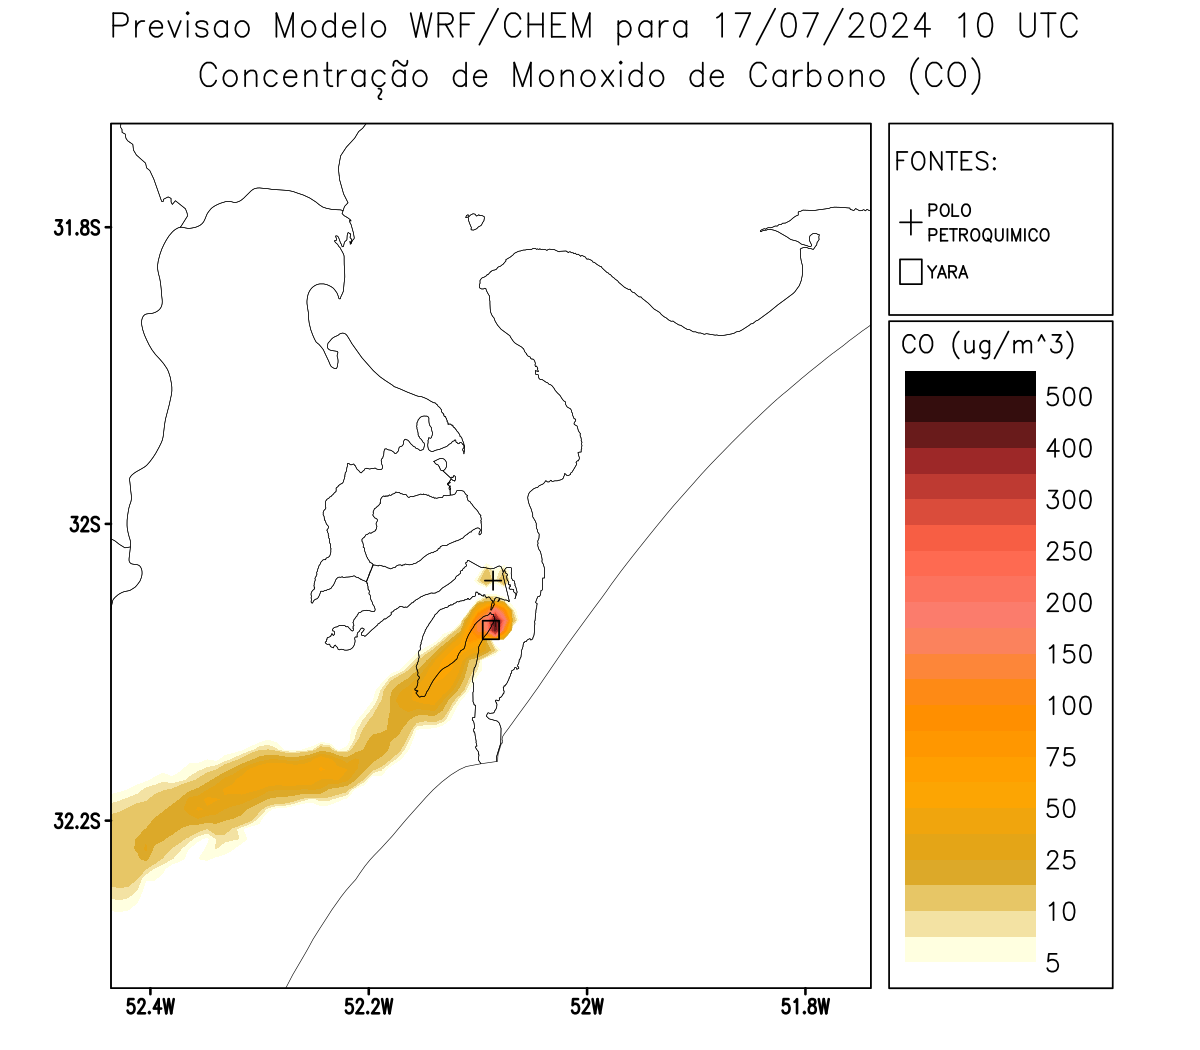 Previsao Modelo WRF/CHEM para 17/07/2024 10 UTC
Concentração de Monoxido de Carbono (CO)
FONTES:
POLO
PETROQUIMICO
YARA
CO (ug/m^3)
500
400
300
250
200
150
100
75
50
25
10
5
31.8S
32S
32.2S
52.4W
52.2W
52W
51.8W